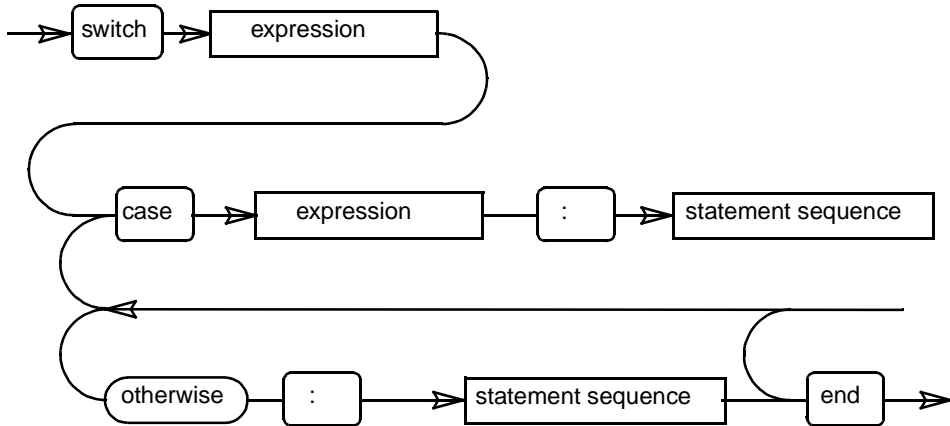 switch expression
case expression : statement sequence
otherwise : statement sequence end